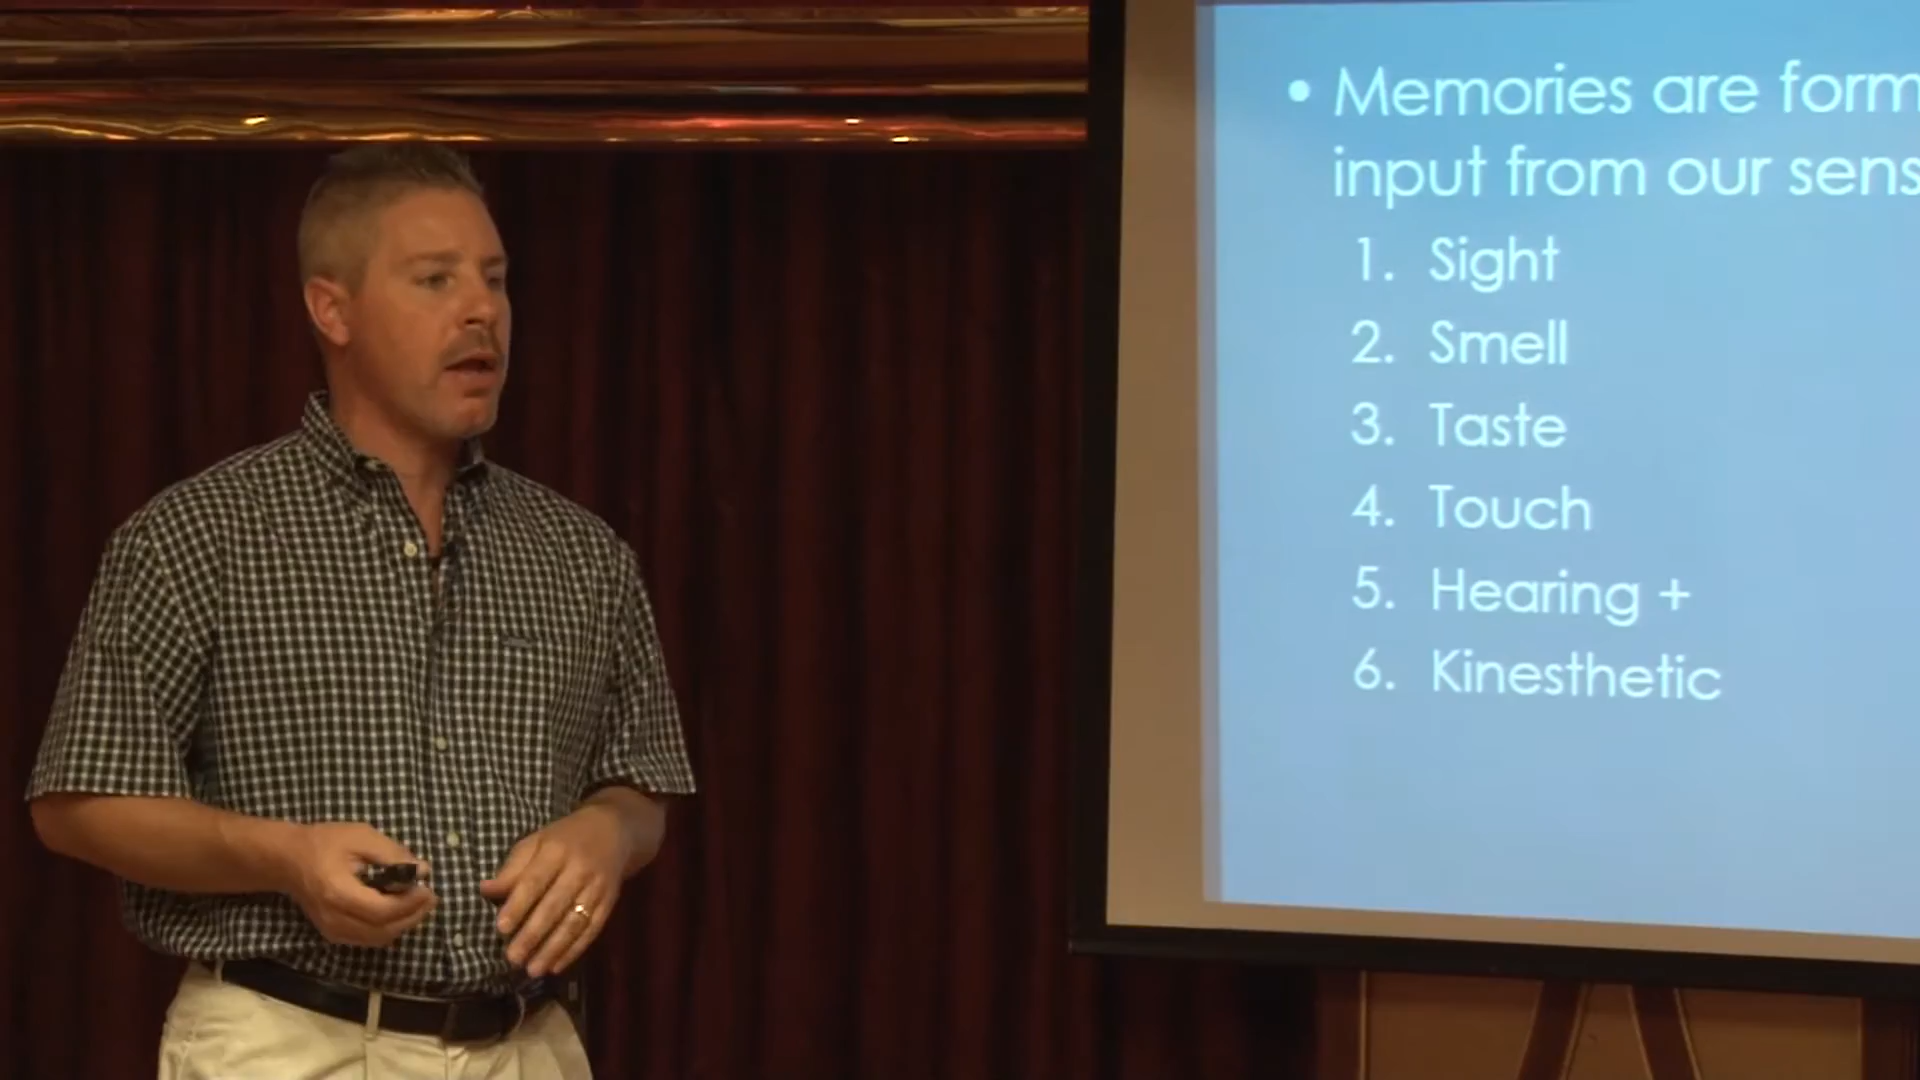 • Memories are form
input from our sens
1. Sight
2. Smell
3. Taste
4. Touch
5. Hearing +
6. Kinesthetic